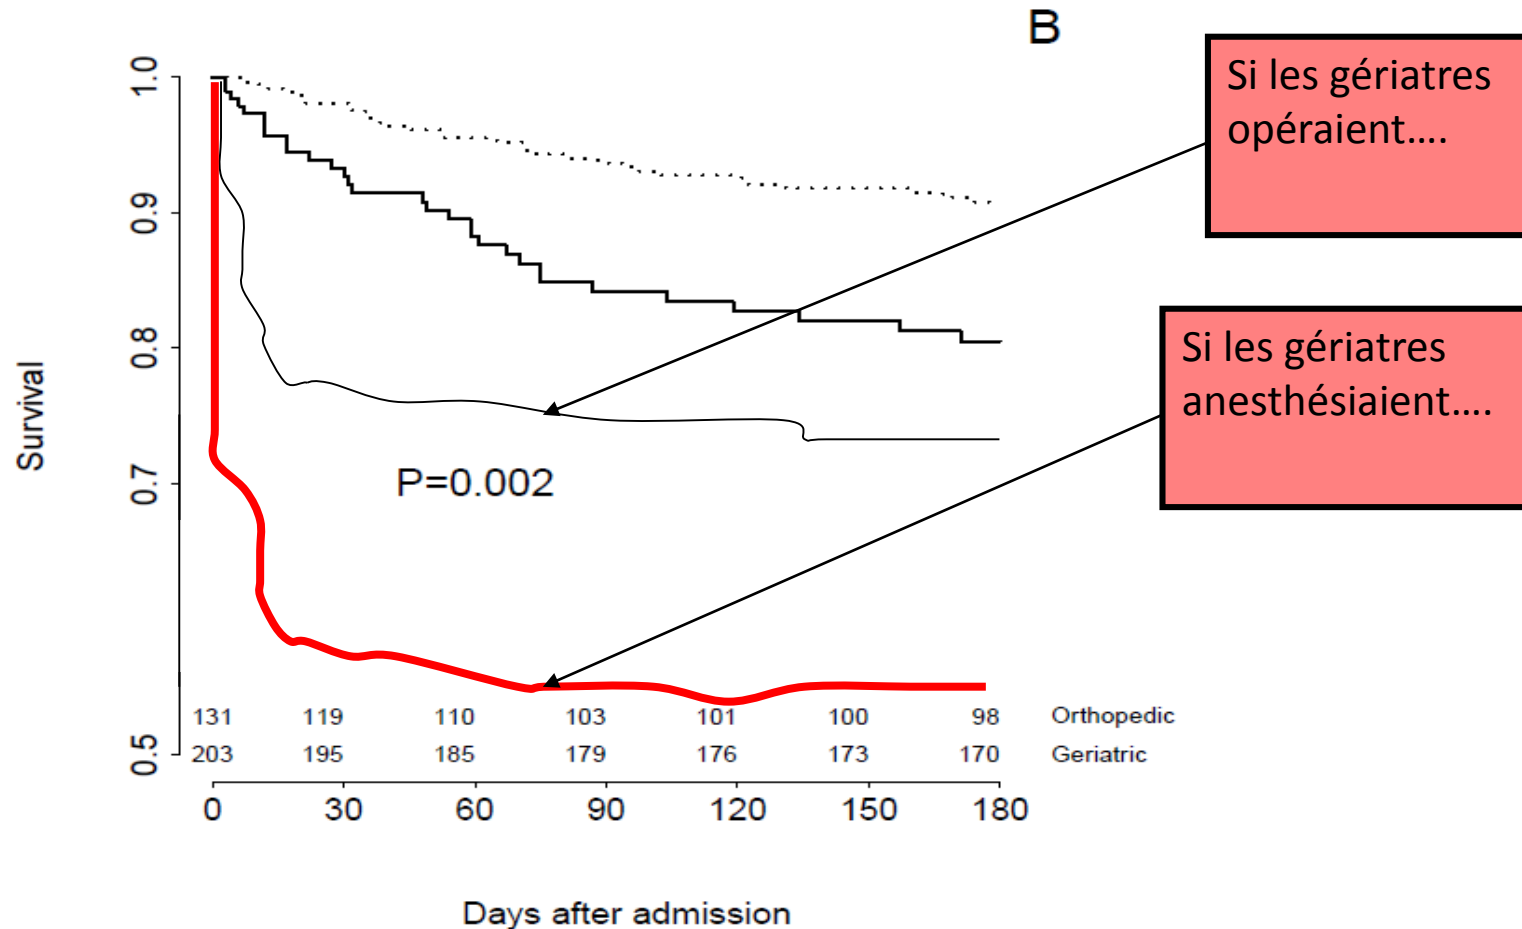 B
Si les gériatres
opéraient....
Si les gériatres
anesthésiaient....
Survival
1.0
0.9
0.8
0.7
0.5
P=0.002
131 119 110 103 101 100 98 Orthopedic
203 195 185 179 176 173 170 Geriatric
0 30 60 90 120 150 180
Days after admission